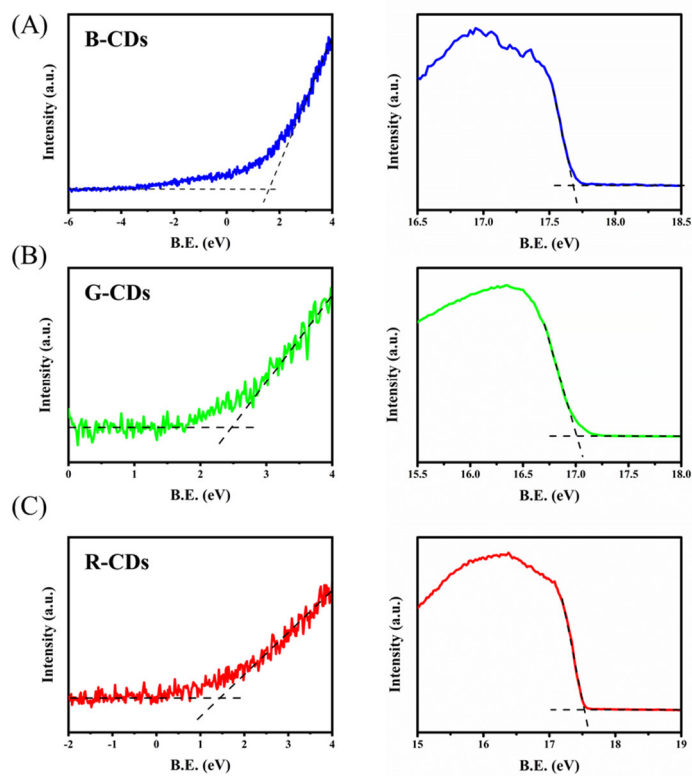 (A)
B-CDs
Intensity (a.u.)
-6 -4 -2 0 2 4
B.E. (eV)
Intensity (a.u.)
16.5 17.0 17.5 18.0 18.5
B.E. (eV)
(B)
G-CDs
Intensity (a.u.)
0 1 2 3 4
B.E. (eV)
Intensity (a.u.)
15.5 16.0 16.5 17.0 17.5 18.0
B.E. (eV)
(C)
R-CDs
Intensity (a.u.)
-2 -1 0 1 2 3 4
B.E. (eV)
Intensity (a.u.)
15 16 17 18 19
B.E. (eV)